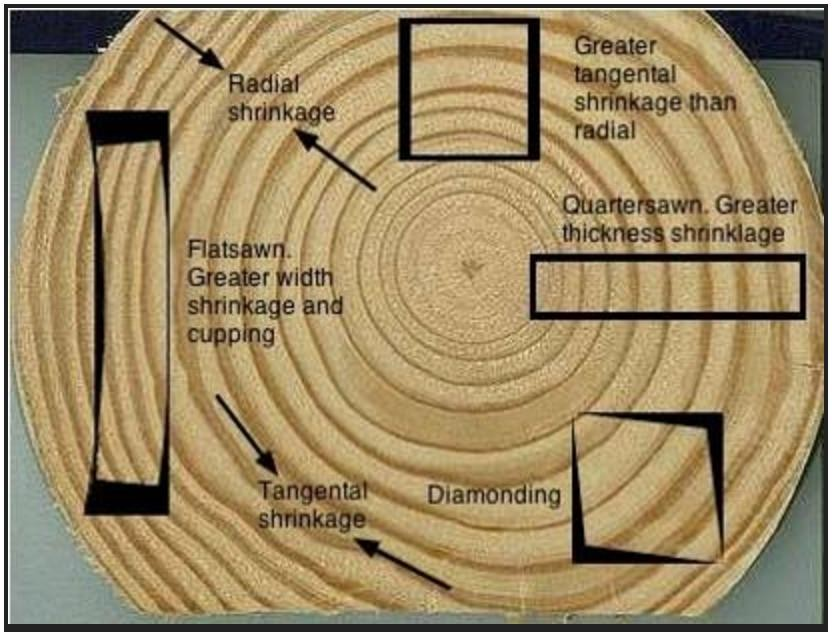 Radial
shrinkage
Greater
tangental
shrinkage than
radial
Quartersawn. Greater
thickness shrinklage
Flatsawn.
Greater width
shrinkage and
cupping
Tangental
shrinkage
Diamonding